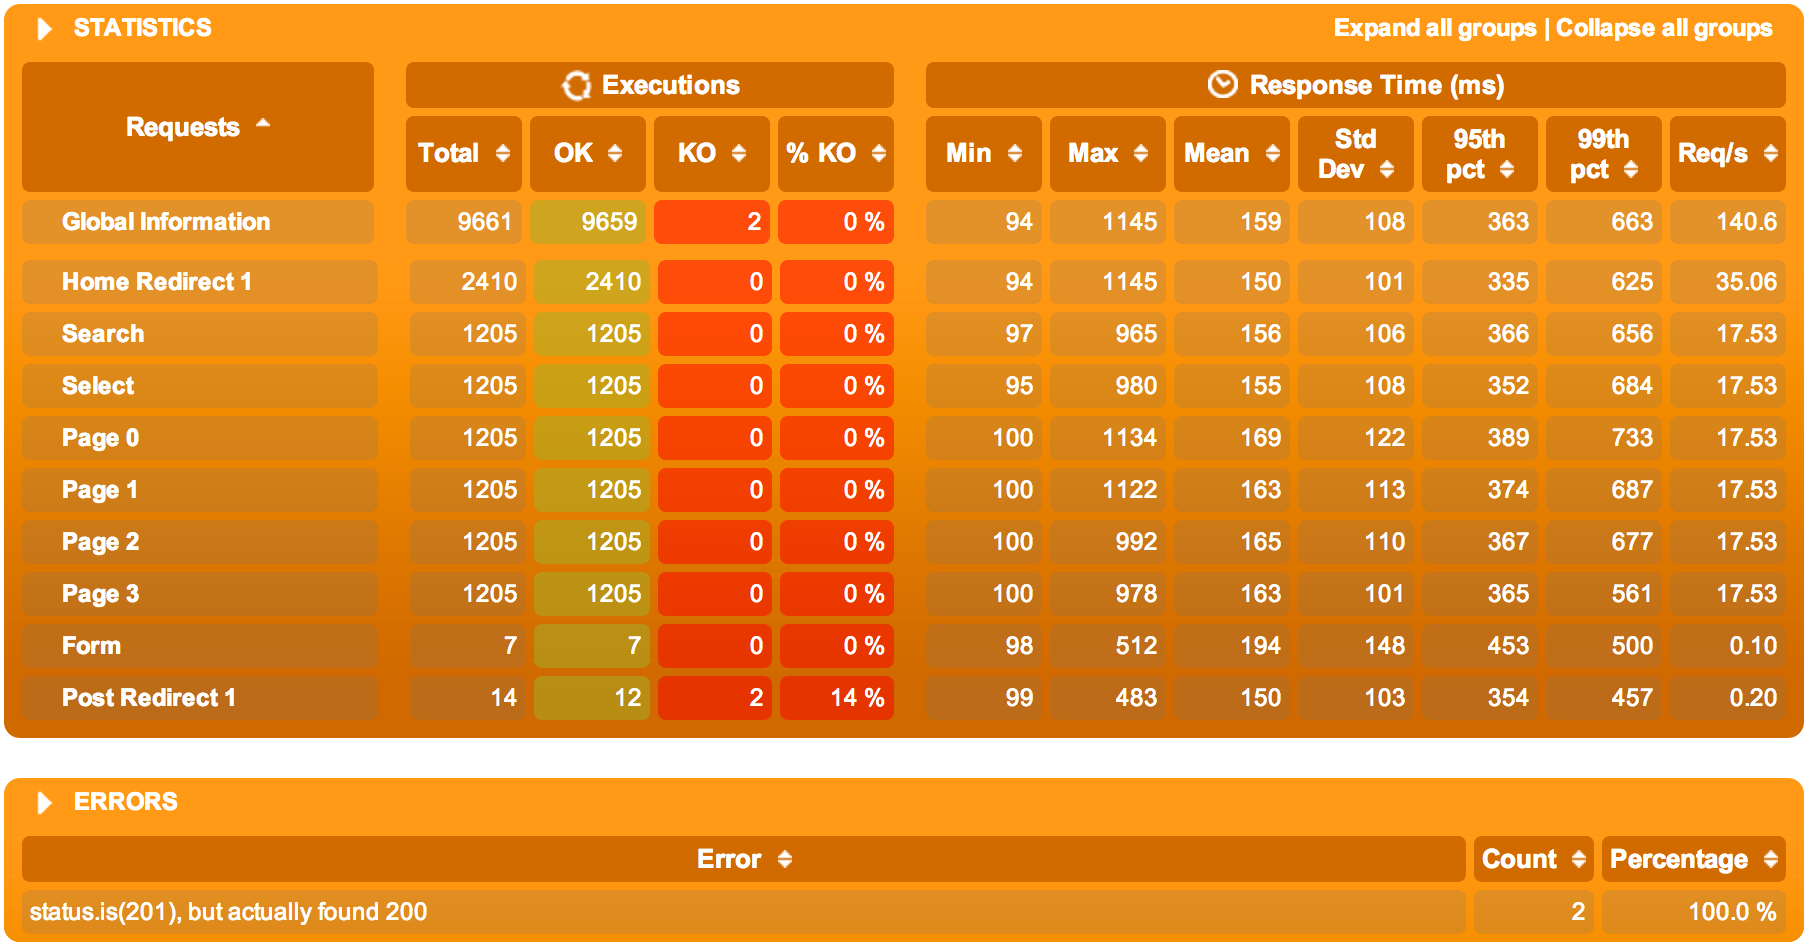 STATISTICS Expand all groups | Collapse all groups
Requests Executions Response Time (ms)
Total OK KO % KO Min Max Mean Std Dev 95th pct 99th pct Req/s
Global Information 9661 9659 2 0 % 94 1145 159 108 363 663 140.6
Home Redirect 1 2410 2410 0 0 % 94 1145 150 101 335 625 35.06
Search 1205 1205 0 0 % 97 965 156 106 366 656 17.53
Select 1205 1205 0 0 % 95 980 155 108 352 684 17.53
Page 0 1205 1205 0 0 % 100 1134 169 122 389 733 17.53
Page 1 1205 1205 0 0 % 100 1122 163 113 374 687 17.53
Page 2 1205 1205 0 0 % 100 992 165 110 367 677 17.53
Page 3 1205 1205 0 0 % 100 978 163 101 365 561 17.53
Form 7 7 0 0 % 98 512 194 148 453 500 0.10
Post Redirect 1 14 12 2 14 % 99 483 150 103 354 457 0.20
ERRORS
Error Count Percentage
status.is(201), but actually found 200 2 100.0 %